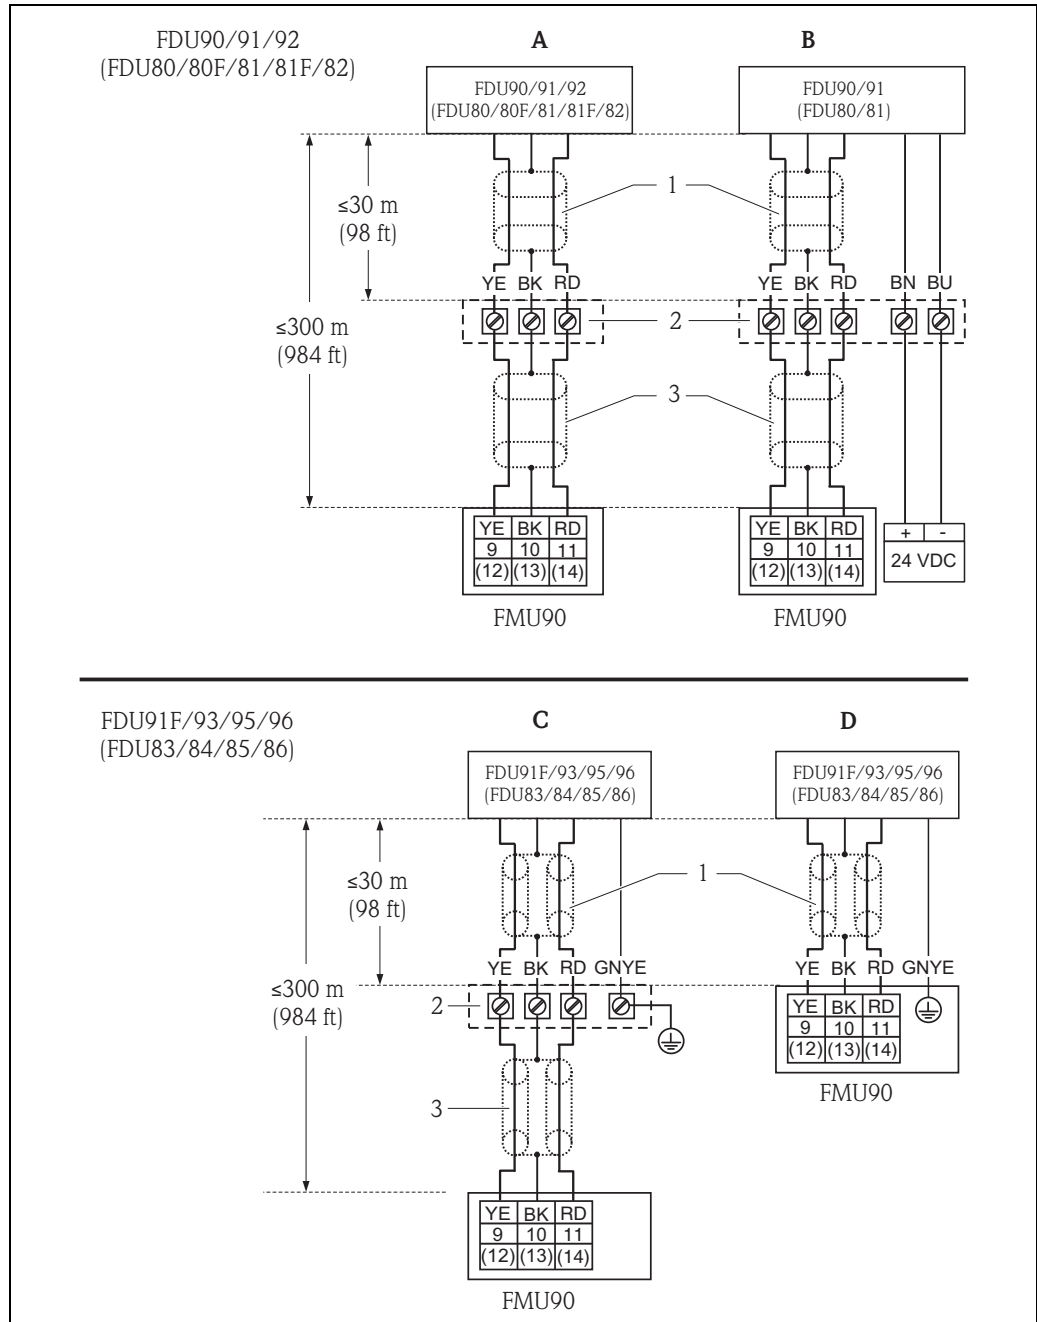 FDU90/91/92
(FDU80/80F/81/81F/82)
A
B
FDU90/91/92
(FDU80/80F/81/81F/82)
FDU90/91
(FDU80/81)
≤30 m
(98 ft)
≤300 m
(984 ft)
1
YE BK RD
YE BK RD BN BU
2
3
YE BK RD
9 10 11
(12) (13) (14)
FMU90
YE BK RD
9 10 11
(12) (13) (14)
FMU90
+ -
24 VDC
FDU91F/93/95/96
(FDU83/84/85/86)
C
D
FDU91F/93/95/96
(FDU83/84/85/86)
FDU91F/93/95/96
(FDU83/84/85/86)
≤30 m
(98 ft)
≤300 m
(984 ft)
1
YE BK RD GNYE
YE BK RD GNYE
2
YE BK RD
9 10 11
(12) (13) (14)
FMU90
3
YE BK RD
9 10 11
(12) (13) (14)
FMU90